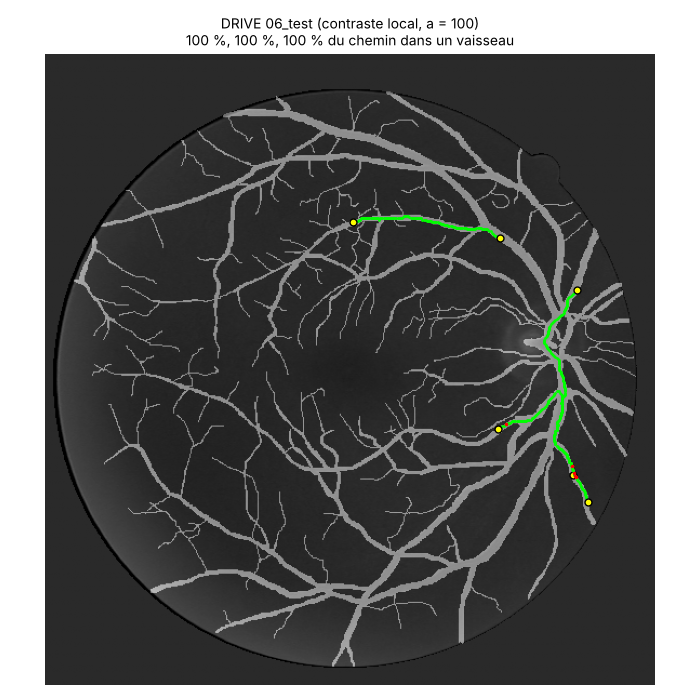 DRIVE 06_test (contraste local, a = 100)
100 %, 100 %, 100 % du chemin dans un vaisseau